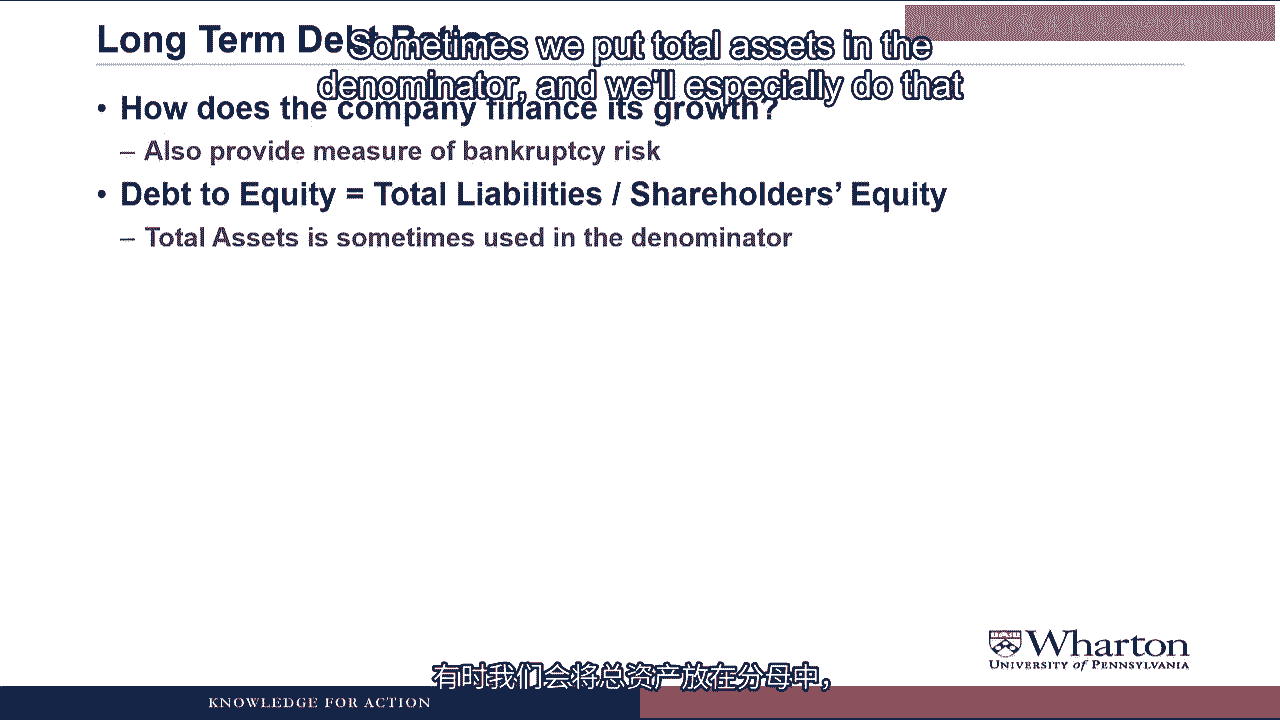 Long Term Debt Ratios
Sometimes we put total assets in the
denominator, and we'll especially do that
• How does the company finance its growth?
– Also provide measure of bankruptcy risk
• Debt to Equity = Total Liabilities / Shareholders’ Equity
– Total Assets is sometimes used in the denominator
Wharton
UNIVERSITY of PENNSYLVANIA
有时我们会将总资产放在分母中，
KNOWLEDGE FOR ACTION